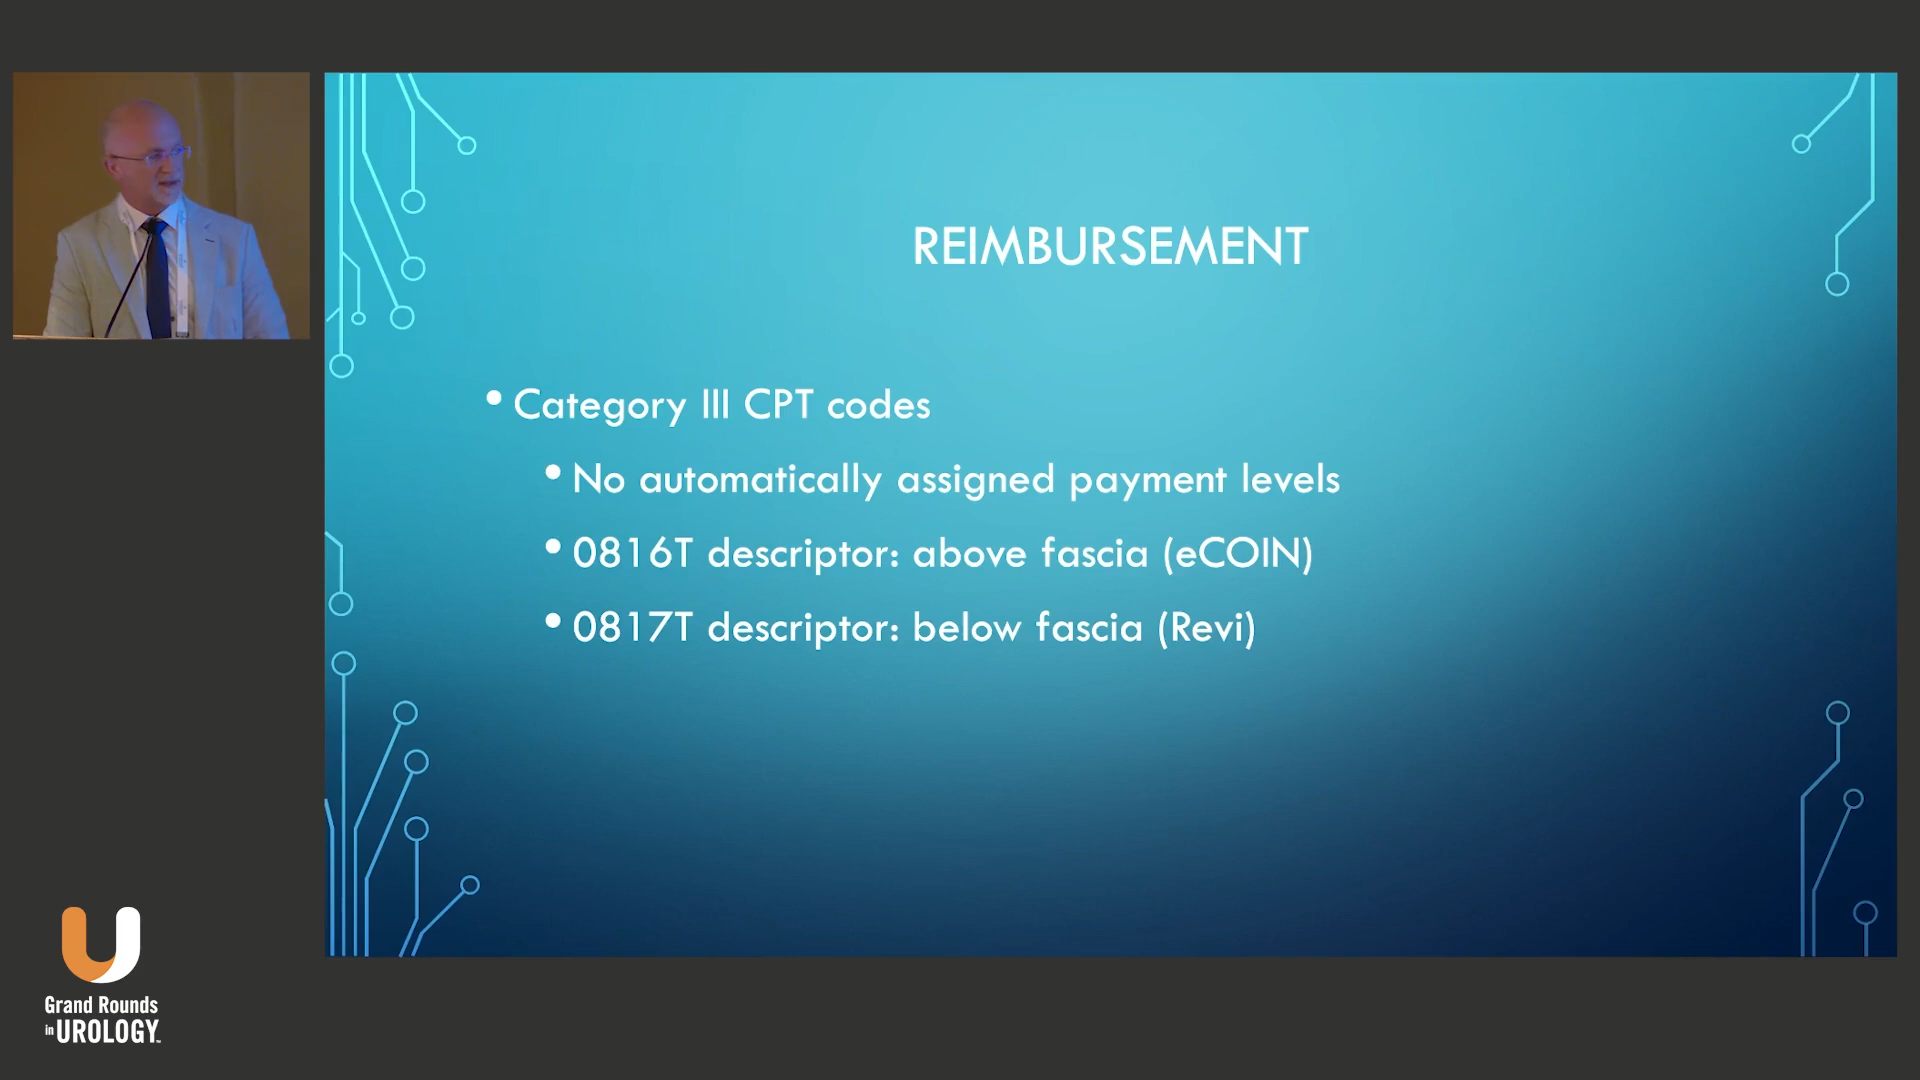 REIMBURSEMENT
• Category III CPT codes
• No automatically assigned payment levels
• 0816T descriptor: above fascia (eCOIN)
• 0817T descriptor: below fascia (Revi)
Grand Rounds
in UROLOGY™